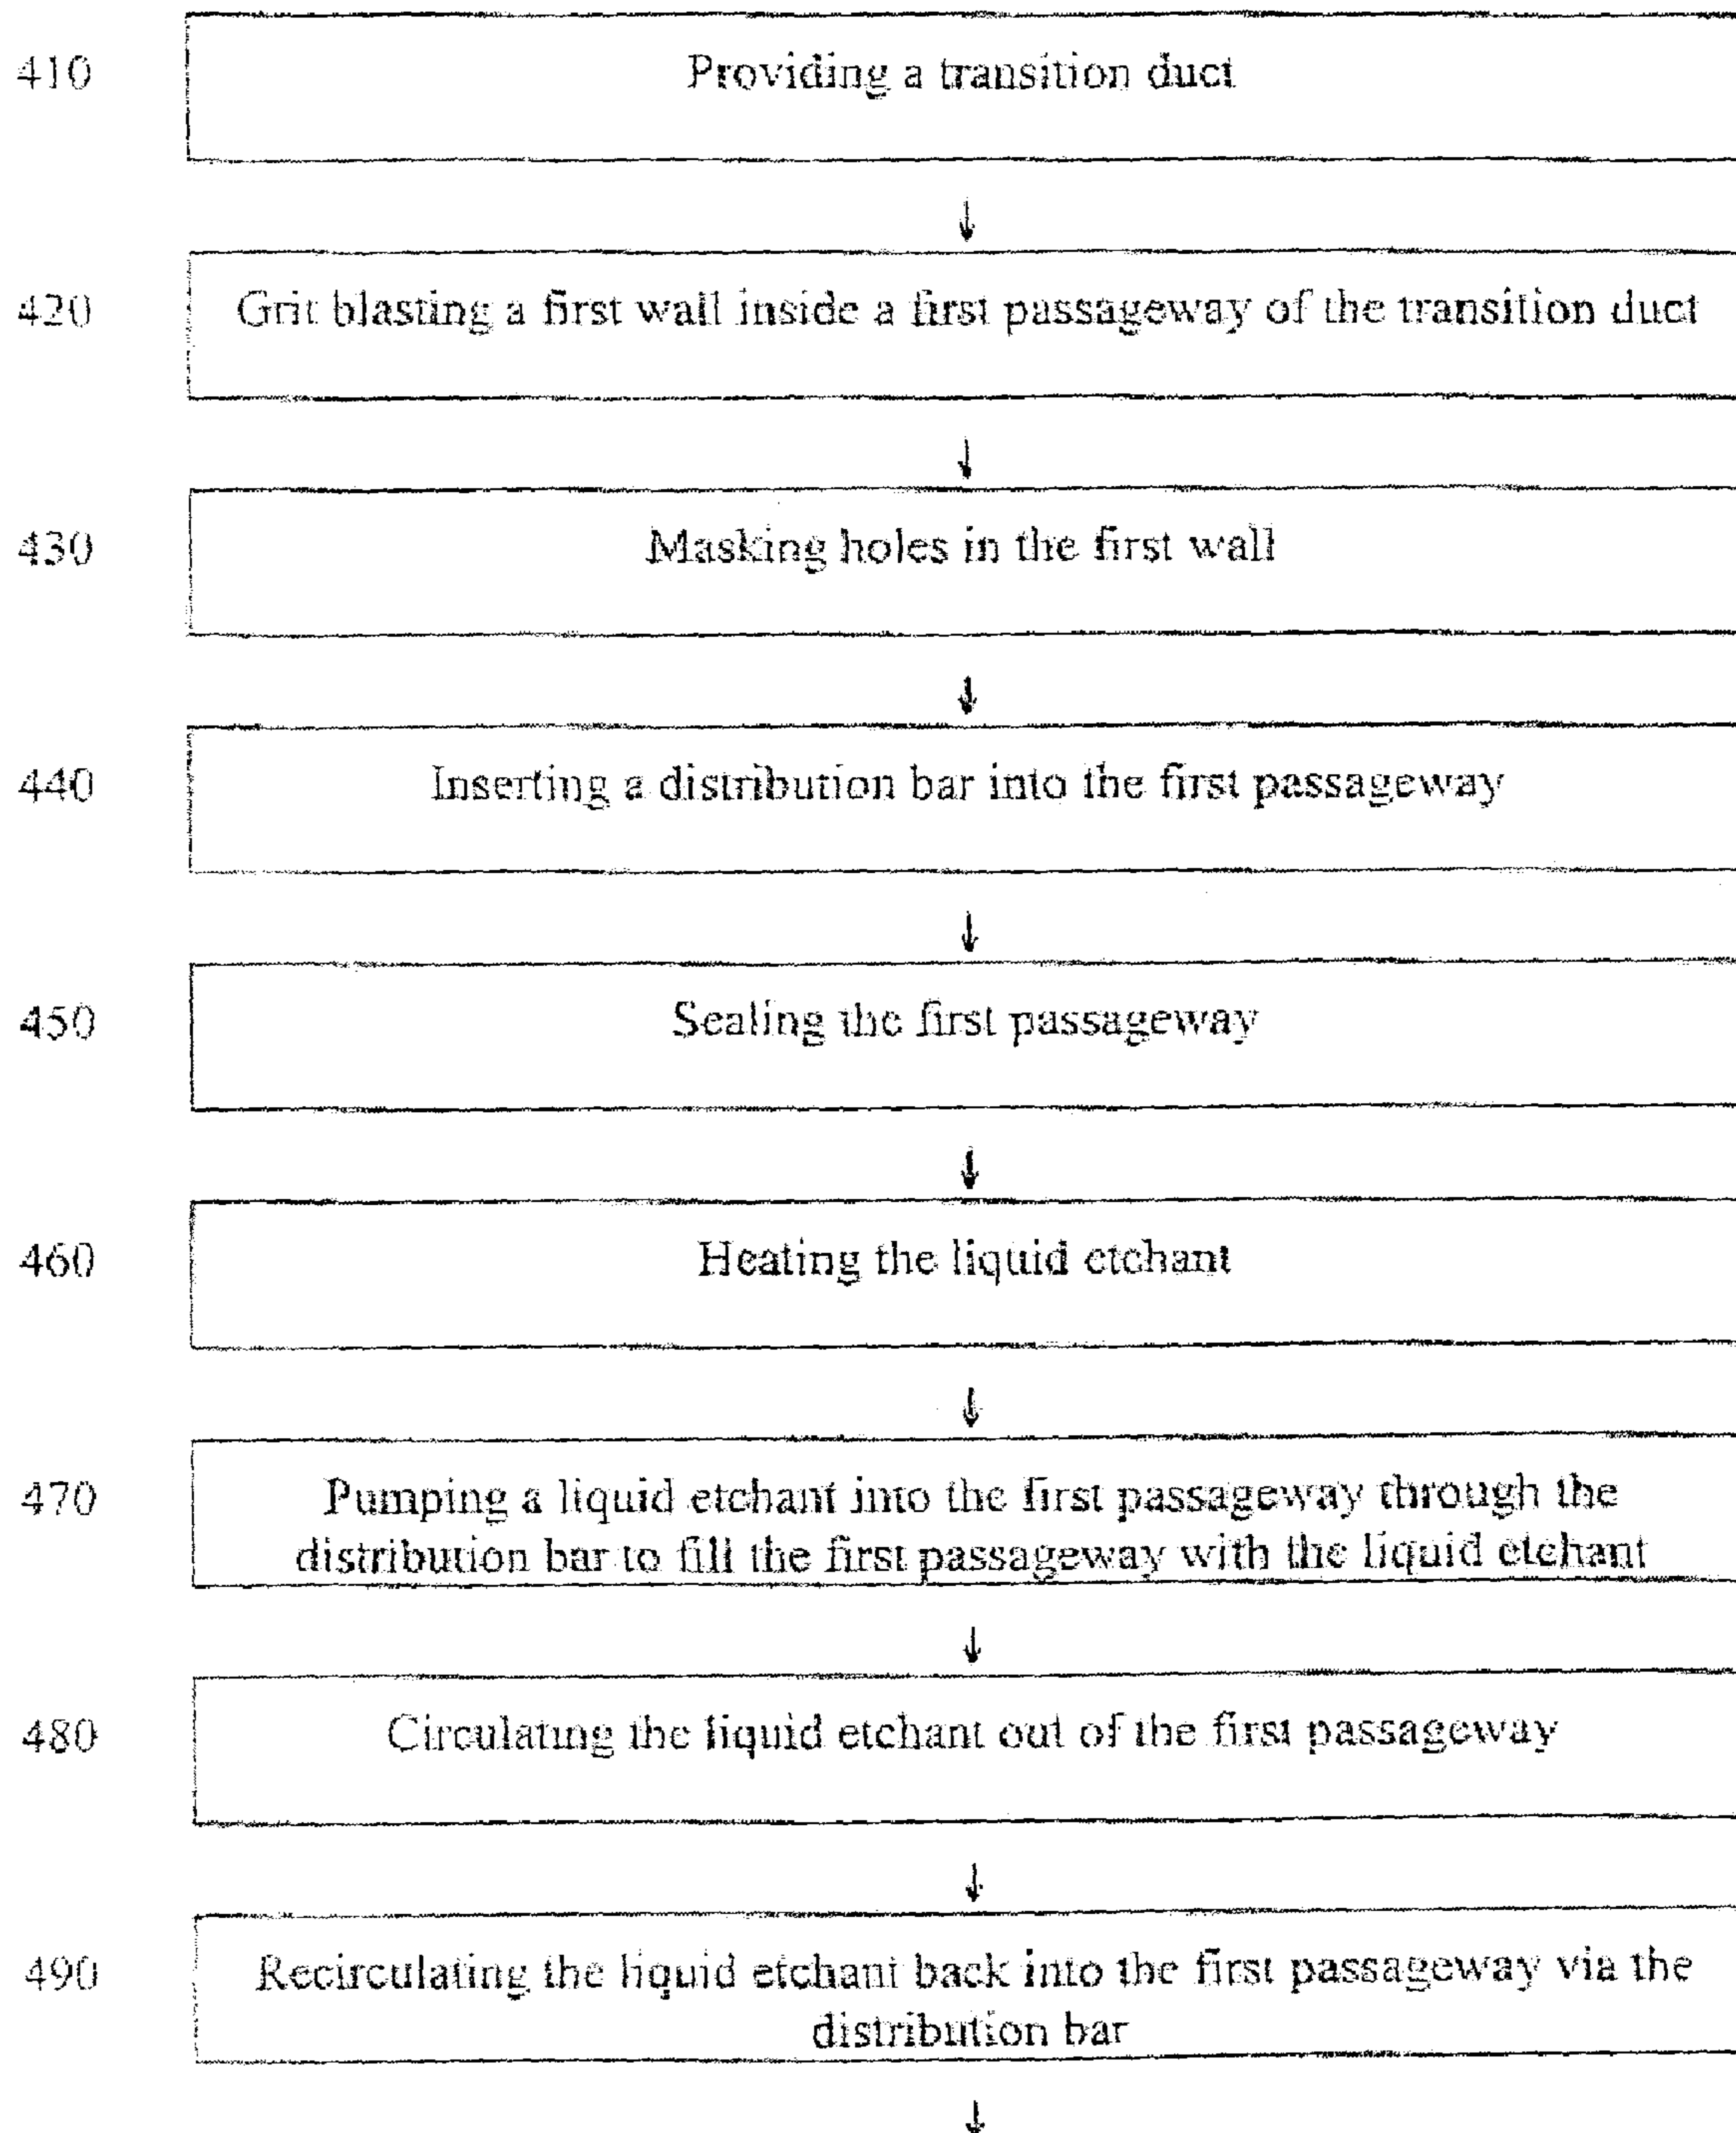 410 Providing a transition duct
420 Grit blasting a first wall inside a first passageway of the transition duct
430 Masking holes in the first wall
440 Inserting a distribution bar into the first passageway
450 Sealing the first passageway
460 Heating the liquid etchant
470 Pumping a liquid etchant into the first passageway through the
distribution bar to fill the first passageway with the liquid etchant
480 Circulating the liquid etchant out of the first passageway
490 Recirculating the liquid etchant back into the first passageway via the
distribution bar